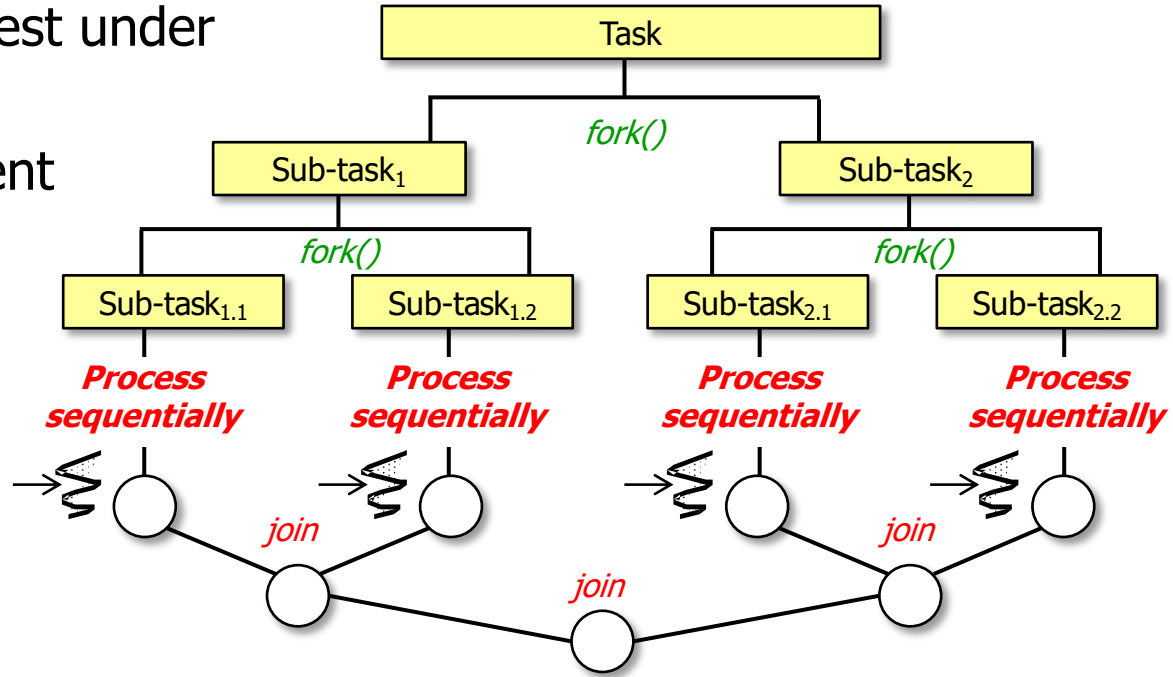 est under
Task
fork()
ent
Sub-task₁
Sub-task₂
fork()
fork()
Sub-task₁.₁
Sub-task₁.₂
Sub-task₂.₁
Sub-task₂.₂
Process
sequentially
Process
sequentially
Process
sequentially
Process
sequentially
join
join
join